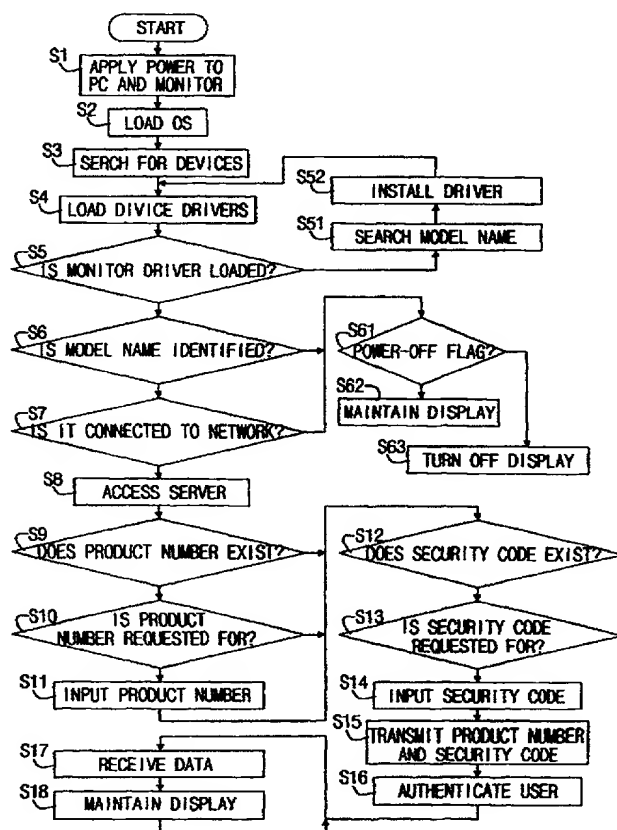 START
S1
APPLY POWER TO
PC AND MONITOR
S2
LOAD OS
S3
SERCH FOR DEVICES
S4
LOAD DIVICE DRIVERS
S52
INSTALL DRIVER
S51
SEARCH MODEL NAME
S5
IS MONITOR DRIVER LOADED?
S6
IS MODEL NAME IDENTIFIED?
S61
POWER-OFF FLAG?
S62
MAINTAIN DISPLAY
S7
IS IT CONNECTED TO NETWORK?
S63
TURN OFF DISPLAY
S8
ACCESS SERVER
S9
DOES PRODUCT NUMBER EXIST?
S12
DOES SECURITY CODE EXIST?
S10
IS PRODUCT
NUMBER REQUESTED FOR?
S13
IS SECURITY CODE
REQUESTED FOR?
S11
INPUT PRODUCT NUMBER
S14
INPUT SECURITY CODE
S15
TRANSMIT PRODUCT NUMBER
AND SECURITY CODE
S17
RECEIVE DATA
S16
AUTHENTICATE USER
S18
MAINTAIN DISPLAY